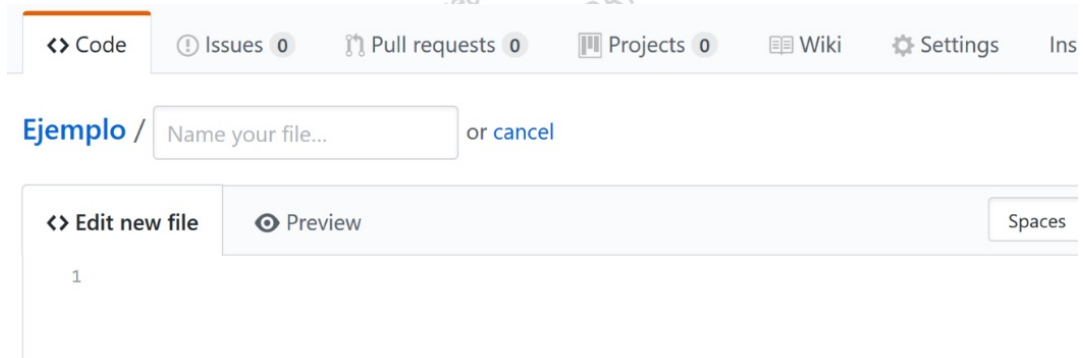 Code Issues 0 Pull requests 0 Projects 0 Wiki Settings Ins
Ejemplo / Name your file... or cancel
Edit new file Preview Spaces
1